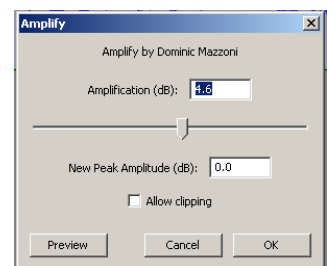 Amplify
Amplify by Dominic Mazzoni
Amplification (dB): 4.6
New Peak Amplitude (dB): 0.0
Allow clipping
Preview Cancel OK